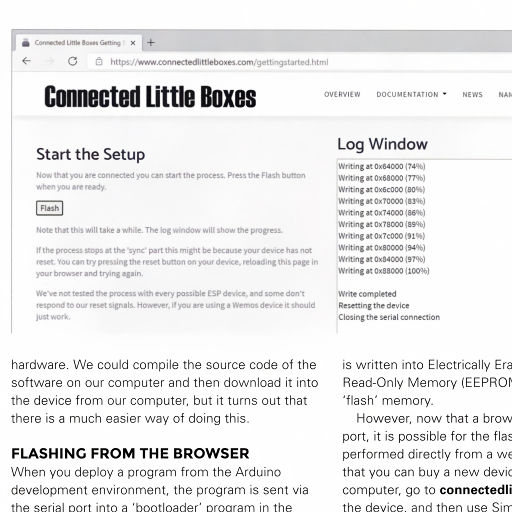 Connected Little Boxes Getting
https://www.connectedlittleboxes.com/gettingstarted.html
Connected Little Boxes
OVERVIEW DOCUMENTATION NEWS
Start the Setup
Now that you are connected you can start the process. Press the Flash button
when you are ready.
Flash
Note that this will take a while. The log window will show the progress.
If the process stops at the 'sync' part this might be because your device has not
reset. You can try pressing the reset button on your device, reloading this page in
your browser and trying again.
We've not tested the process with every possible ESP device, and some don't
respond to our reset signals. However, if you are using a Wemos device it should
just work.
Log Window
Writing at 0x64000 (74%)
Writing at 0x68000 (77%)
Writing at 0x6c000 (80%)
Writing at 0x70000 (83%)
Writing at 0x74000 (86%)
Writing at 0x78000 (89%)
Writing at 0x7c000 (91%)
Writing at 0x80000 (94%)
Writing at 0x84000 (97%)
Writing at 0x88000 (100%)
Write completed
Resetting the device
Closing the serial connection
hardware. We could compile the source code of the
software on our computer and then download it into
the device from our computer, but it turns out that
there is a much easier way of doing this.
FLASHING FROM THE BROWSER
When you deploy a program from the Arduino
development environment, the program is sent via
the serial port into a 'bootloader' program in the
is written into Electrically Era
Read-Only Memory (EEPROM
'flash' memory.
However, now that a brow
port, it is possible for the flas
performed directly from a we
that you can buy a new devic
computer, go to connectedli
the device, and then use Sim